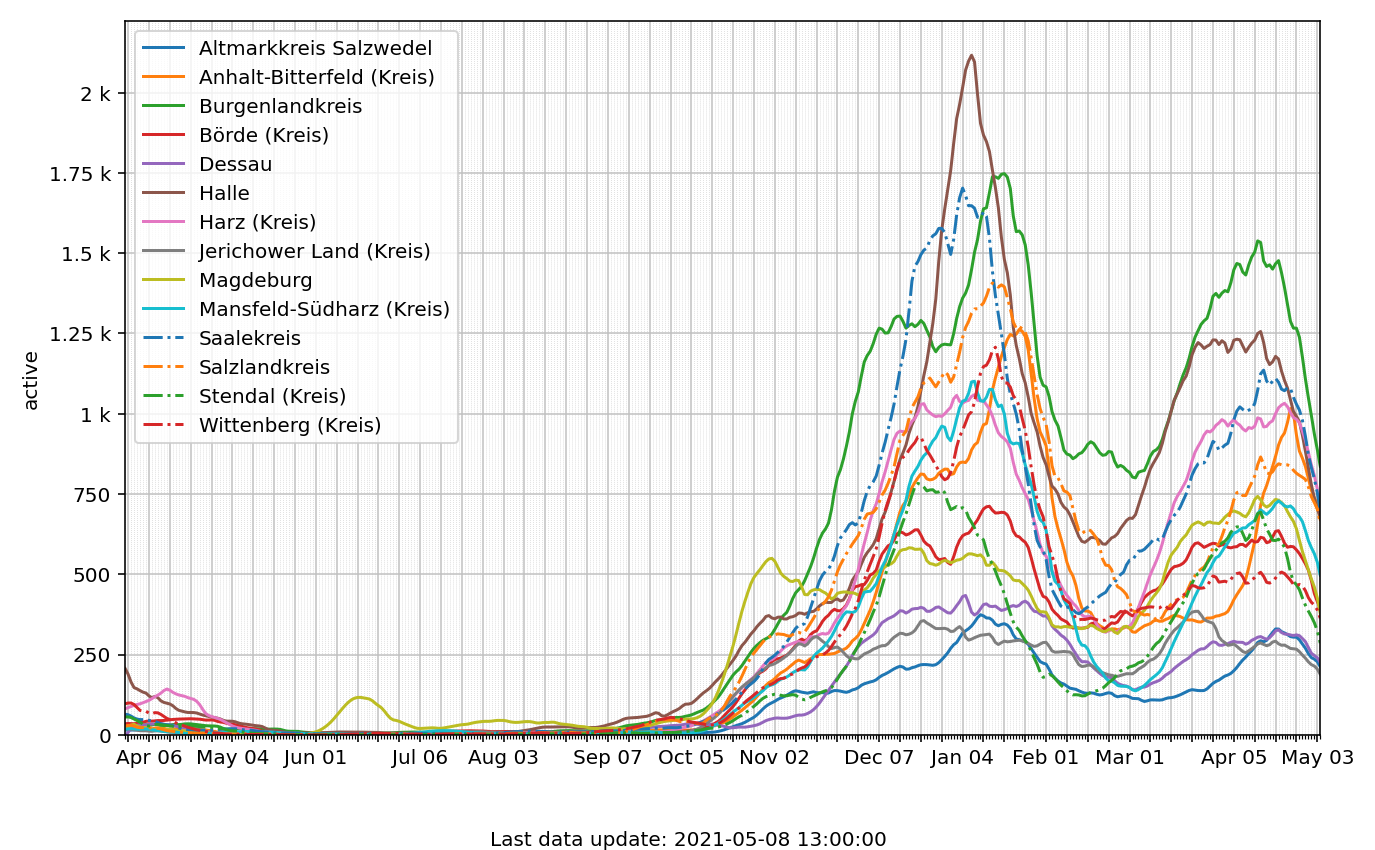 Altmarkkreis Salzwedel
Anhalt-Bitterfeld (Kreis)
Burgenlandkreis
Börde (Kreis)
Dessau
Halle
Harz (Kreis)
Jerichower Land (Kreis)
Magdeburg
Mansfeld-Südharz (Kreis)
Saalekreis
Salzlandkreis
Stendal (Kreis)
Wittenberg (Kreis)
2 k
1.75 k
1.5 k
1.25 k
1 k
750
500
250
0
active
Apr 06 May 04 Jun 01 Jul 06 Aug 03 Sep 07 Oct 05 Nov 02 Dec 07 Jan 04 Feb 01 Mar 01 Apr 05 May 03
Last data update: 2021-05-08 13:00:00